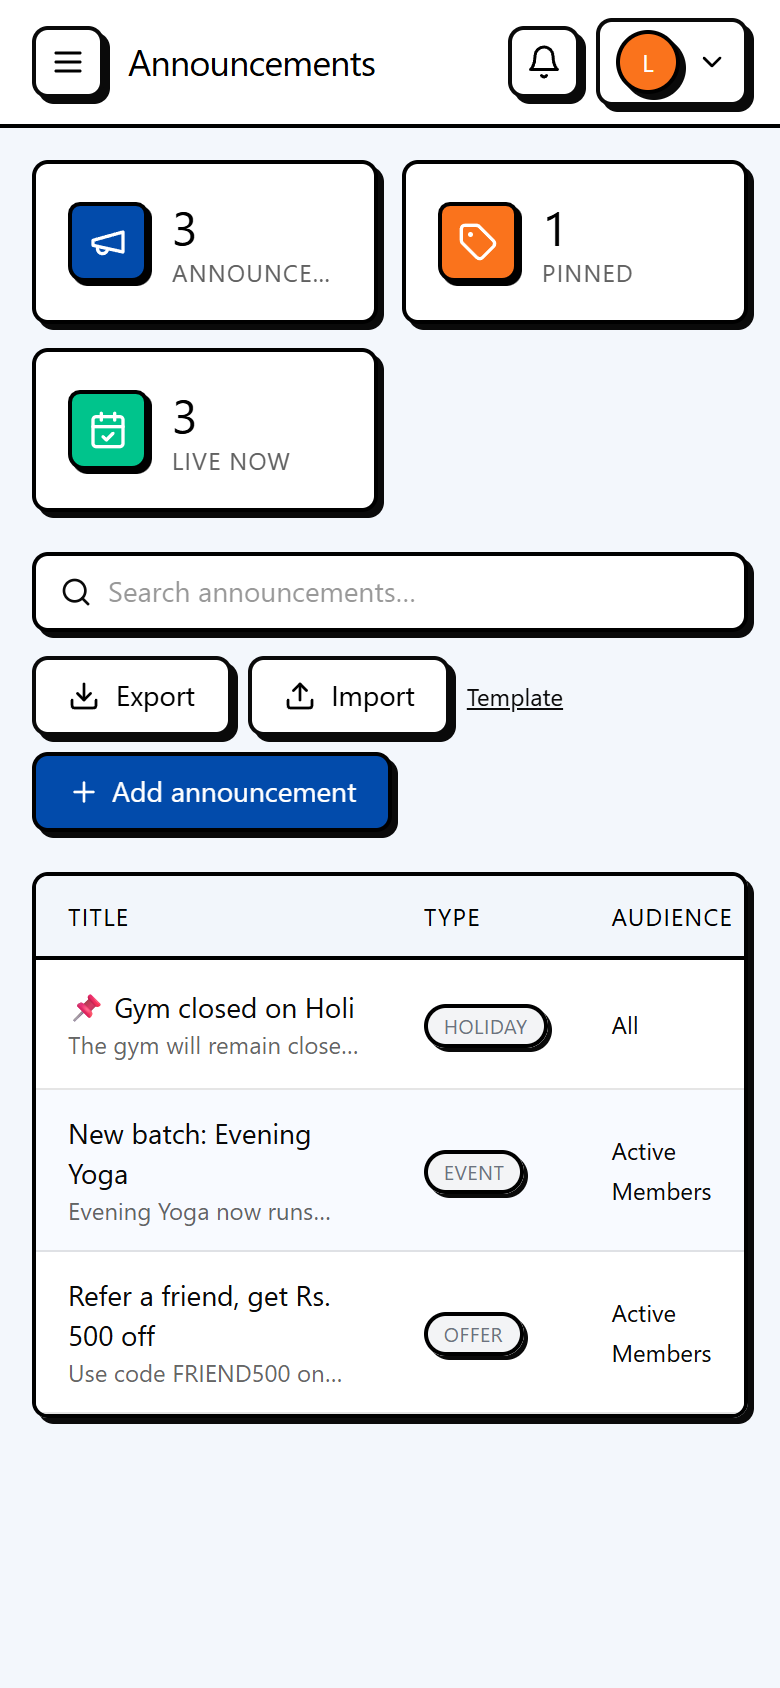 Announcements
L
3
ANNOUNCE...
1
PINNED
3
LIVE NOW
Search announcements...
Export
Import
Template
Add announcement
TITLE
TYPE
AUDIENCE
Gym closed on Holi
The gym will remain close...
HOLIDAY
All
New batch: Evening
Yoga
Evening Yoga now runs...
EVENT
Active
Members
Refer a friend, get Rs.
500 off
Use code FRIEND500 on...
OFFER
Active
Members